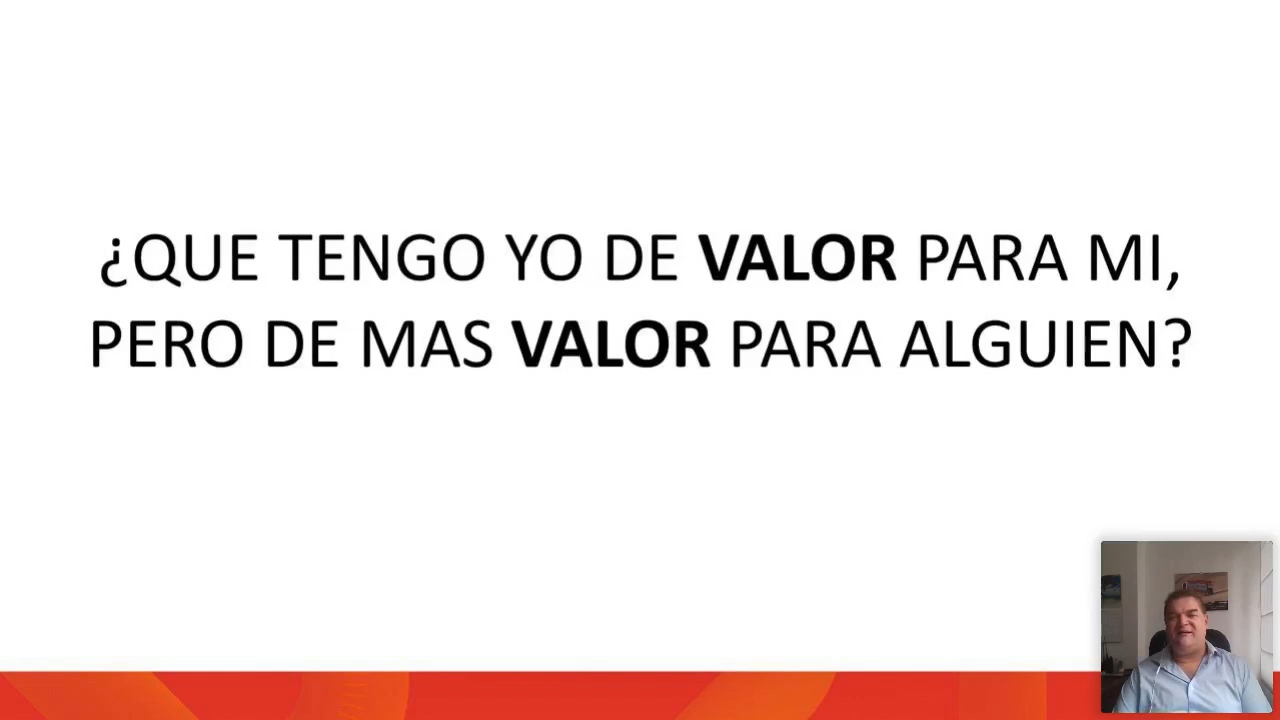 ¿QUE TENGO YO DE VALOR PARA MI,
PERO DE MAS VALOR PARA ALGUIEN?